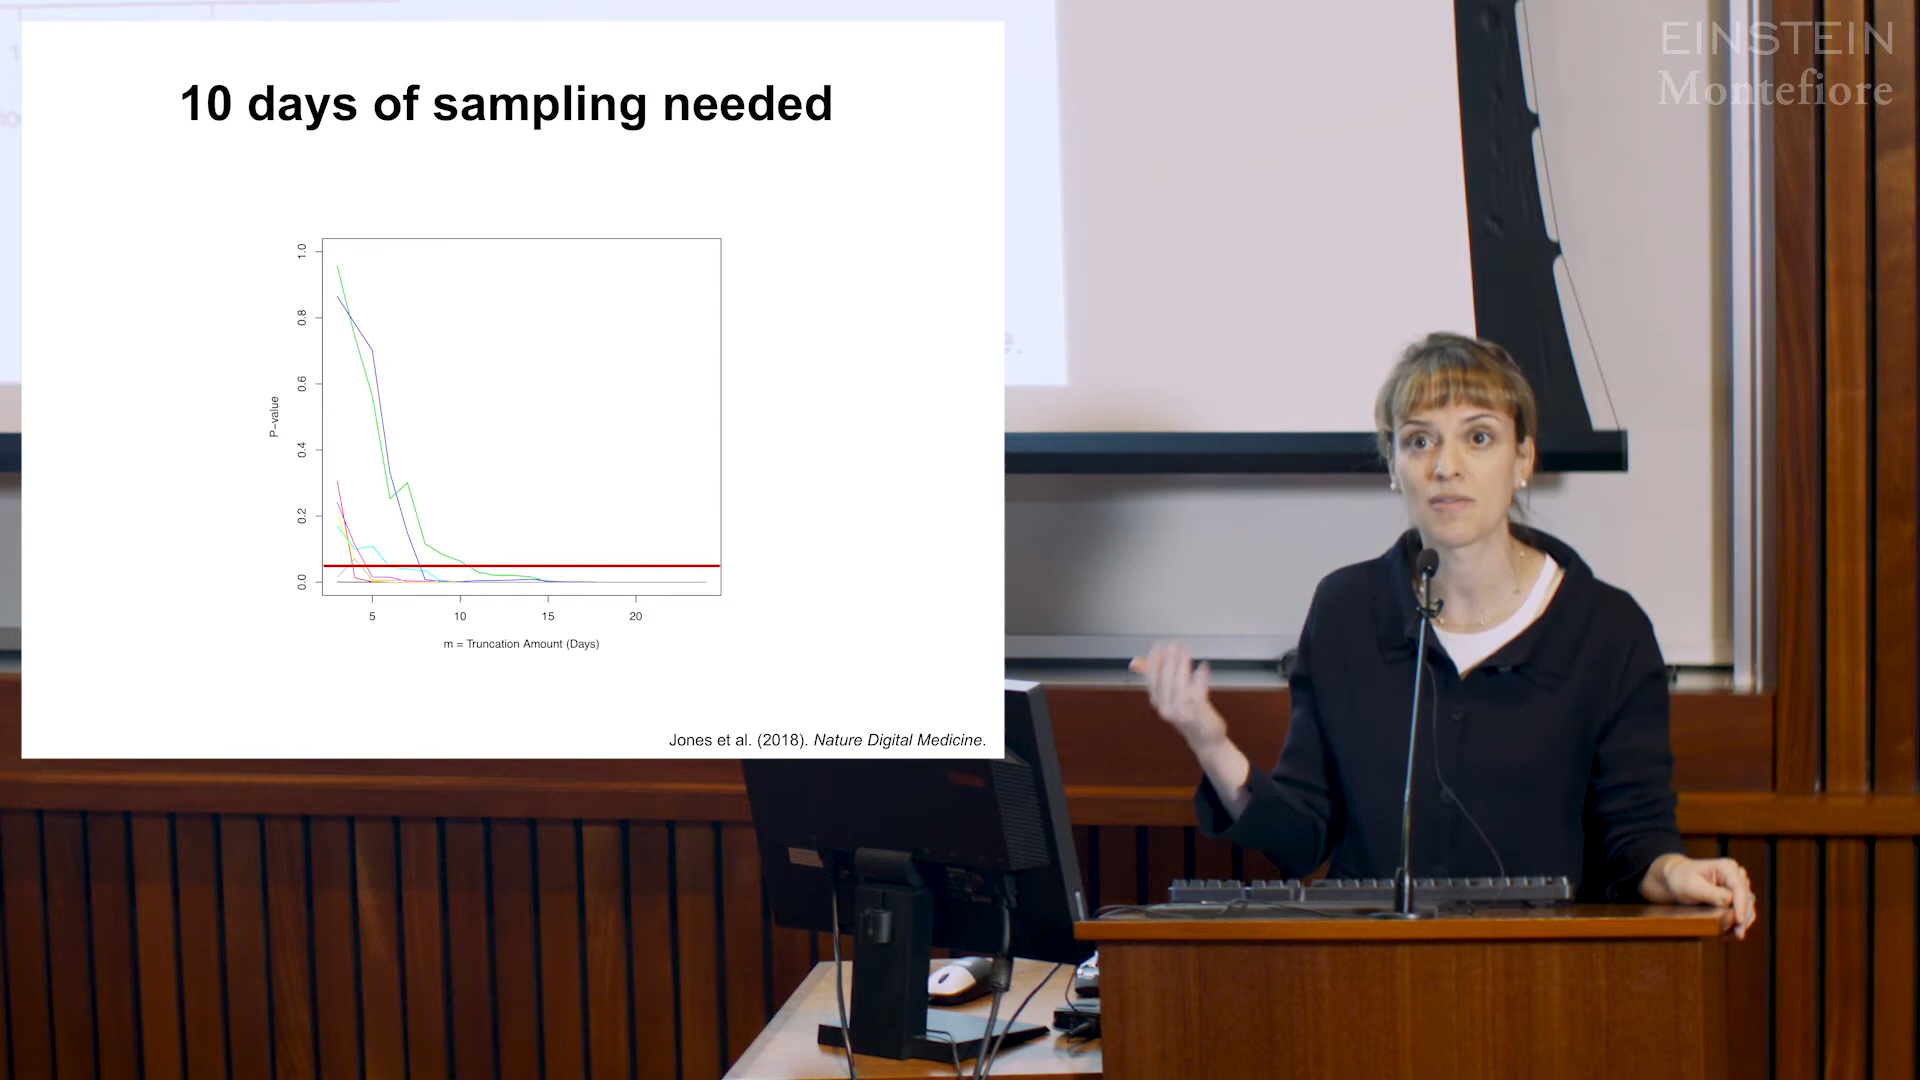 EINSTEIN
Montefiore
10 days of sampling needed
1.0
0.8
0.6
0.4
0.2
0.0
P−value
5 10 15 20
m = Truncation Amount (Days)
Jones et al. (2018). Nature Digital Medicine.